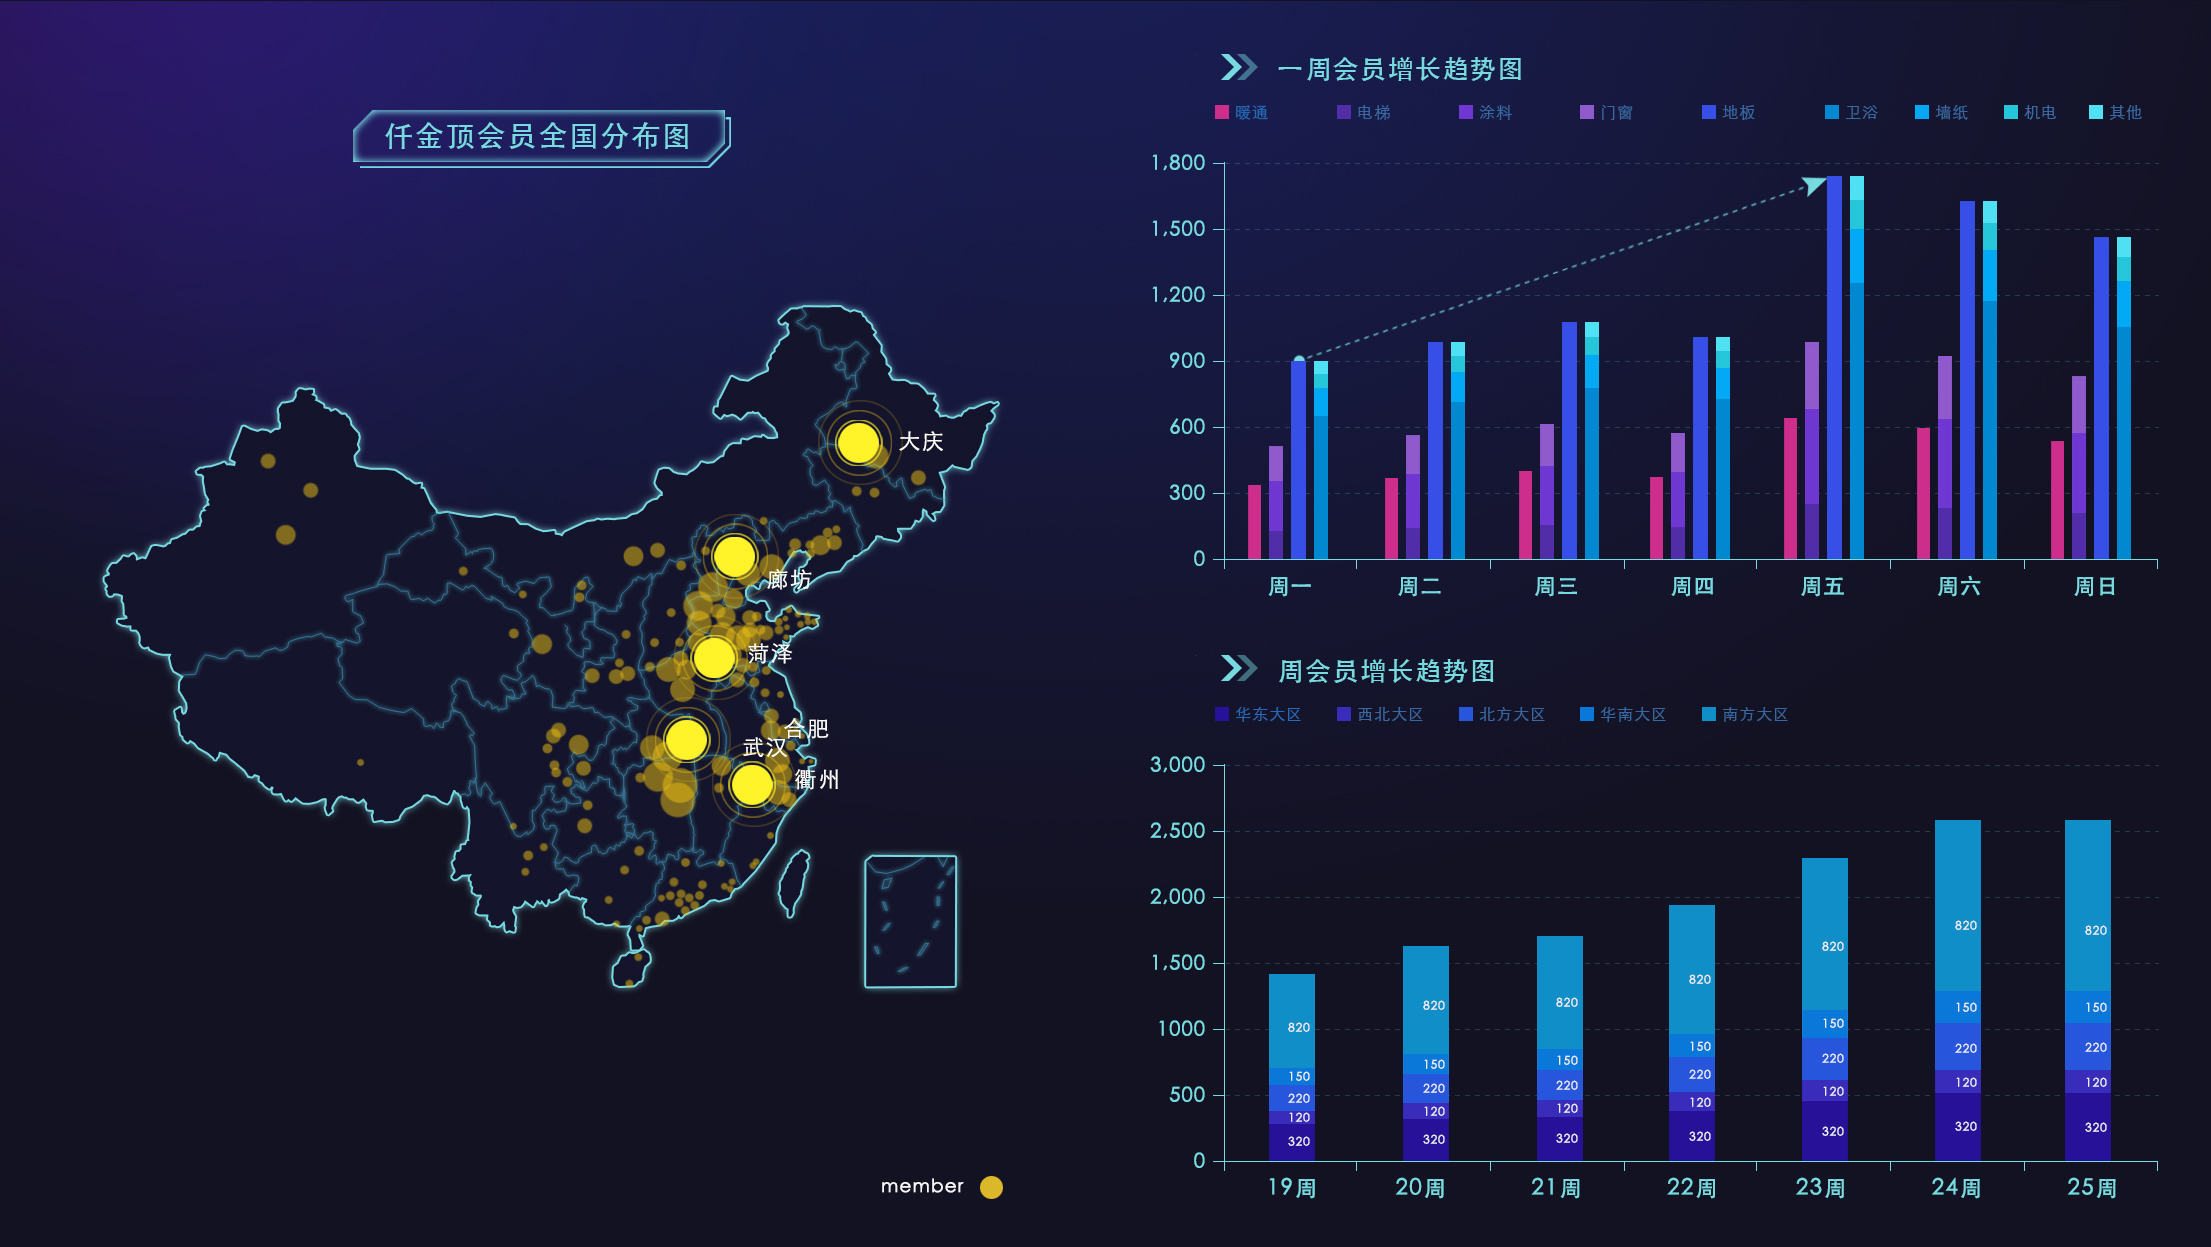 仟金顶会员全国分布图
大庆
廊坊
菏泽
合肥
武汉
衢州
member
一周会员增长趋势图
暖通 电梯 涂料 门窗 地板 卫浴 墙纸 机电 其他
1,800
1,500
1,200
900
600
300
0
周一 周二 周三 周四 周五 周六 周日
周会员增长趋势图
华东大区 西北大区 北方大区 华南大区 南方大区
3,000
2,500
2,000
1,500
1000
500
0
820 820 820 820 820 820 820
150 150 150 150 150 150 150
220 220 220 220 220 220 220
120 120 120 120 120 120 120
320 320 320 320 320 320 320
19周 20周 21周 22周 23周 24周 25周